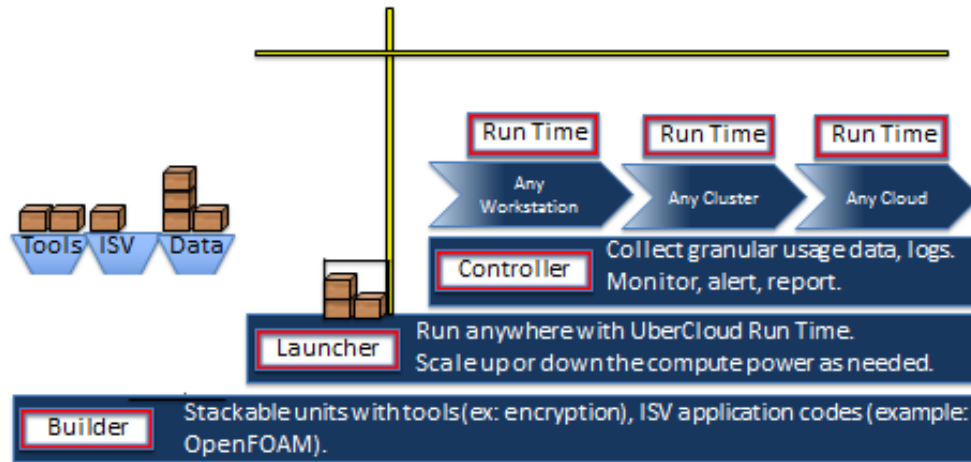 Run Time Run Time Run Time
Any Workstation
Any Cluster
Any Cloud
Tools ISV Data
Controller
Collect granular usage data, logs.
Monitor, alert, report.
Launcher
Run anywhere with UberCloud Run Time.
Scale up or down the compute power as needed.
Builder
Stackable units with tools(ex: encryption), ISV application codes (example:
OpenFOAM).